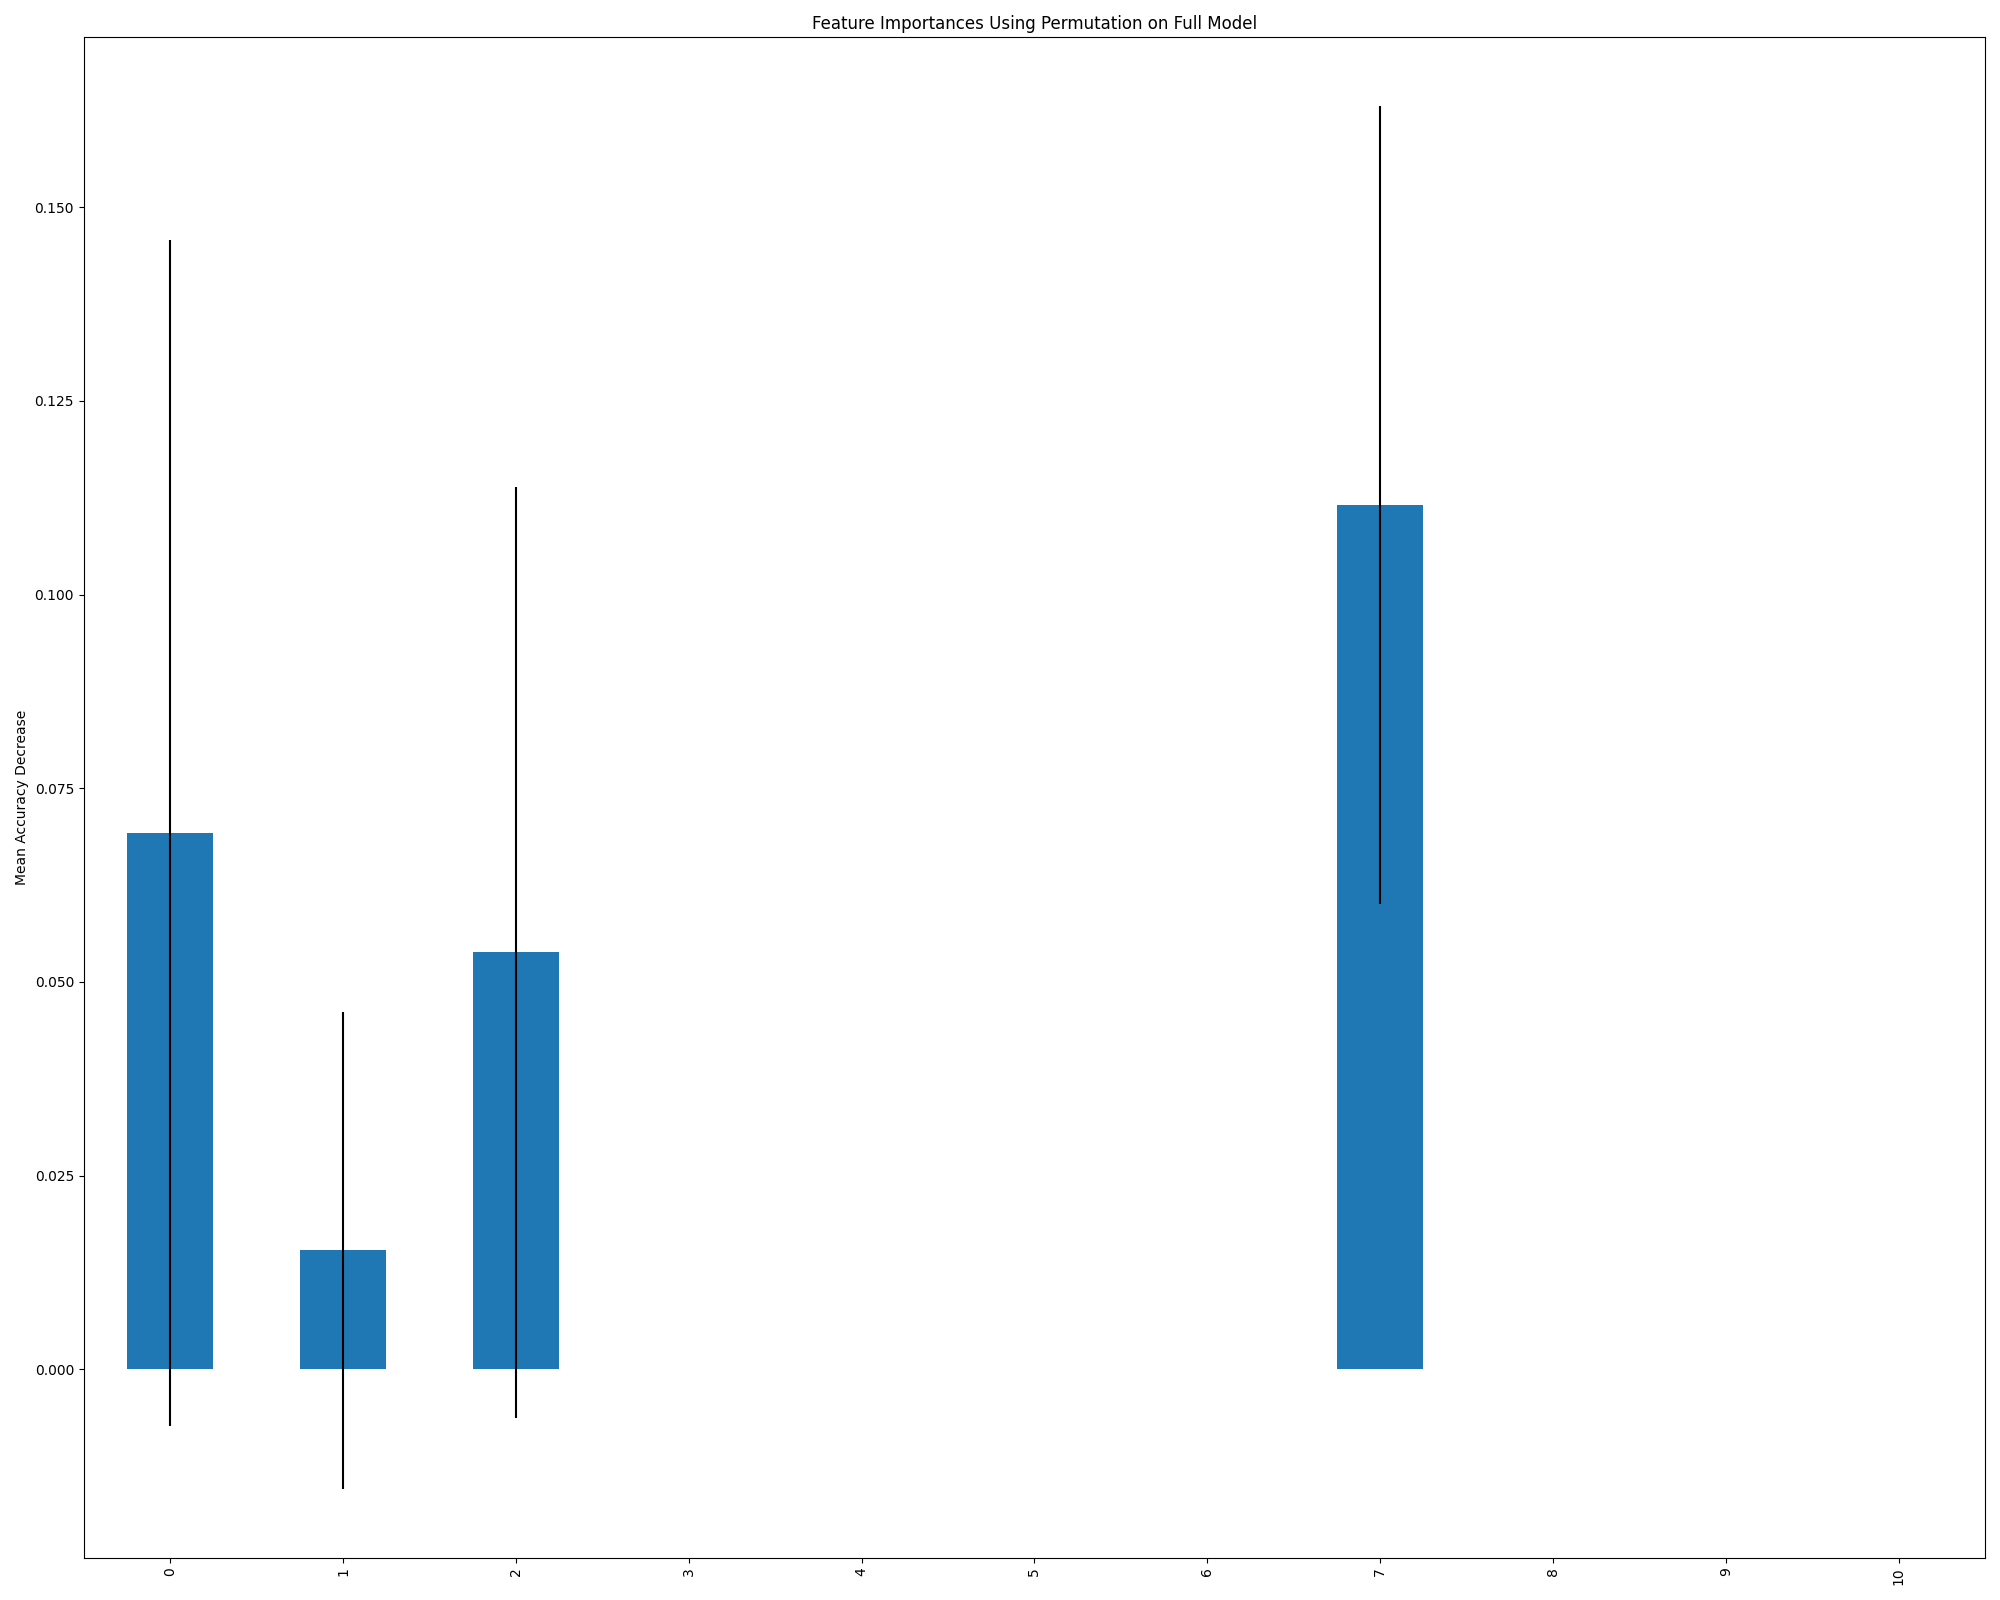 Feature Importances Using Permutation on Full Model
Mean Accuracy Decrease
0.150
0.125
0.100
0.075
0.050
0.025
0.000
0 1 2 3 4 5 6 7 8 9 10